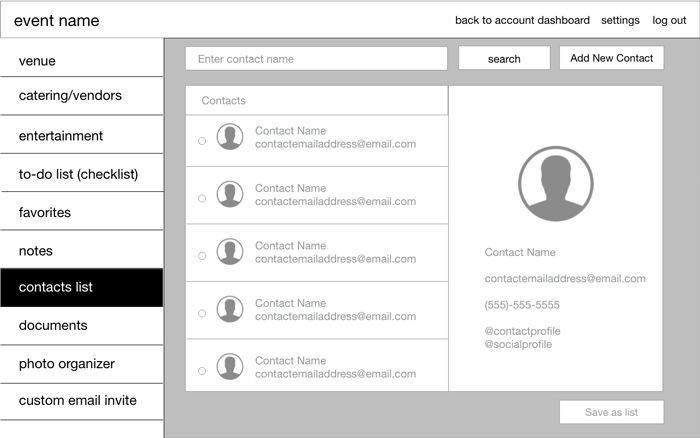 event name
back to account dashboard
settings
log out
venue
catering/vendors
entertainment
to-do list (checklist)
favorites
notes
contacts list
documents
photo organizer
custom email invite
Enter contact name
search
Add New Contact
Contacts
Contact Name
contactemailaddress@email.com
Contact Name
contactemailaddress@email.com
Contact Name
contactemailaddress@email.com
Contact Name
contactemailaddress@email.com
Contact Name
contactemailaddress@email.com
Contact Name
contactemailaddress@email.com
(555)-555-5555
@contactprofile
@socialprofile
Save as list